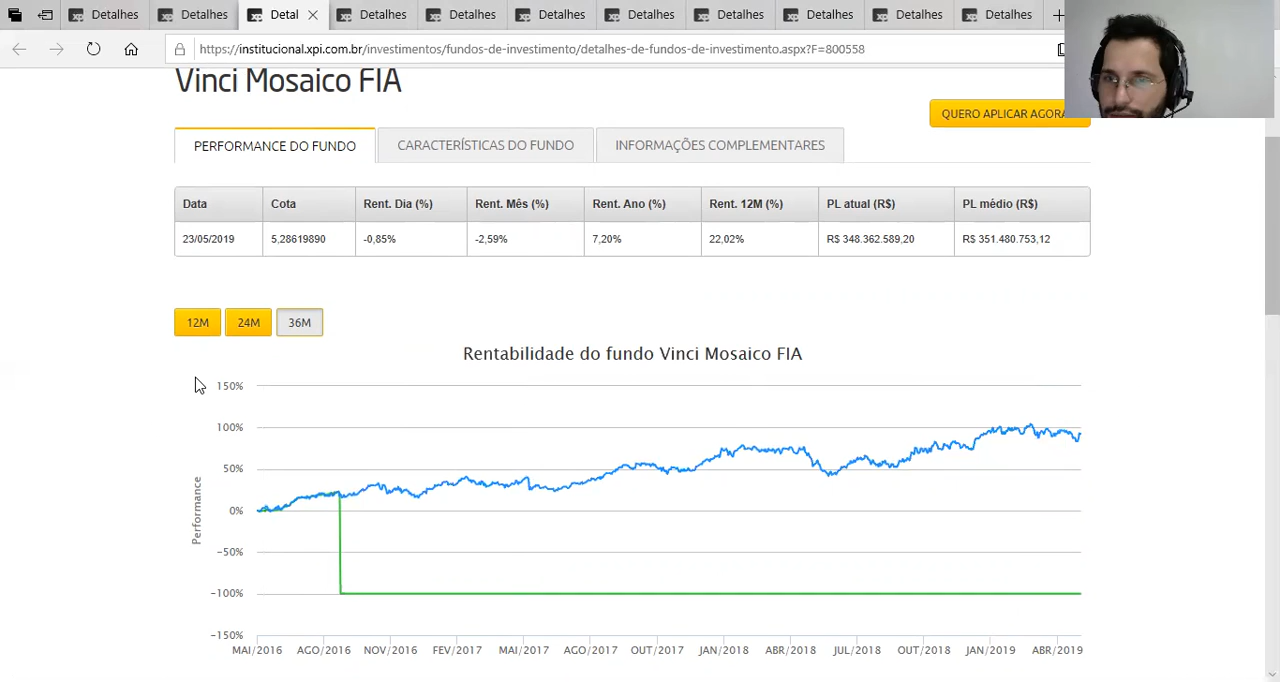 Detalhes Detalhes Detal Detalhes Detalhes Detalhes Detalhes Detalhes Detalhes Detalhes Detalhes
https://institucional.xpi.com.br/investimentos/fundos-de-investimento/detalhes-de-fundos-de-investimento.aspx?F=800558
Vinci Mosaico FIA
QUERO APLICAR AGORA
PERFORMANCE DO FUNDO CARACTERÍSTICAS DO FUNDO INFORMAÇÕES COMPLEMENTARES
Data Cota Rent. Dia (%) Rent. Mês (%) Rent. Ano (%) Rent. 12M (%) PL atual (R$) PL médio (R$)
23/05/2019 5,28619890 -0,85% -2,59% 7,20% 22,02% R$ 348.362.589,20 R$ 351.480.753,12
12M 24M 36M
Rentabilidade do fundo Vinci Mosaico FIA
150%
100%
50%
0%
-50%
-100%
-150%
Performance
MAI/2016 AGO/2016 NOV/2016 FEV/2017 MAI/2017 AGO/2017 OUT/2017 JAN/2018 ABR/2018 JUL/2018 OUT/2018 JAN/2019 ABR/2019